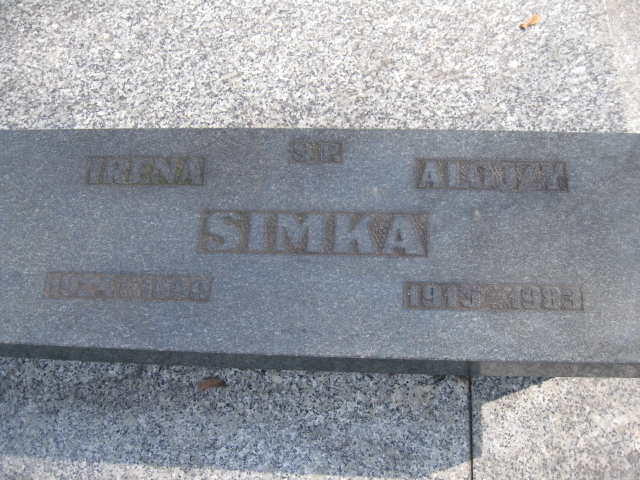 Ś.P.
IRENA ALOJZY
SIMKA
1915 - 1983